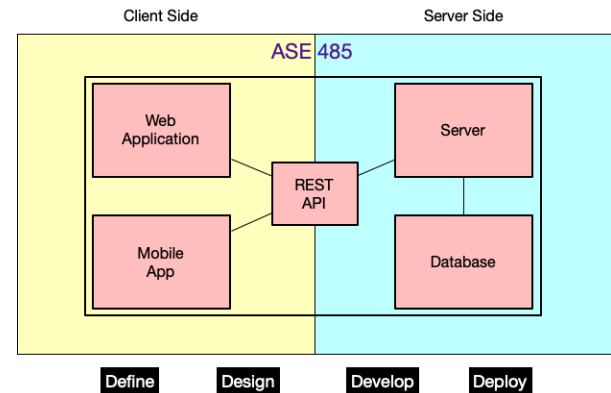 Client Side
Server Side
ASE 485
Web
Application
Server
REST
API
Mobile
App
Database
Define
Design
Develop
Deploy